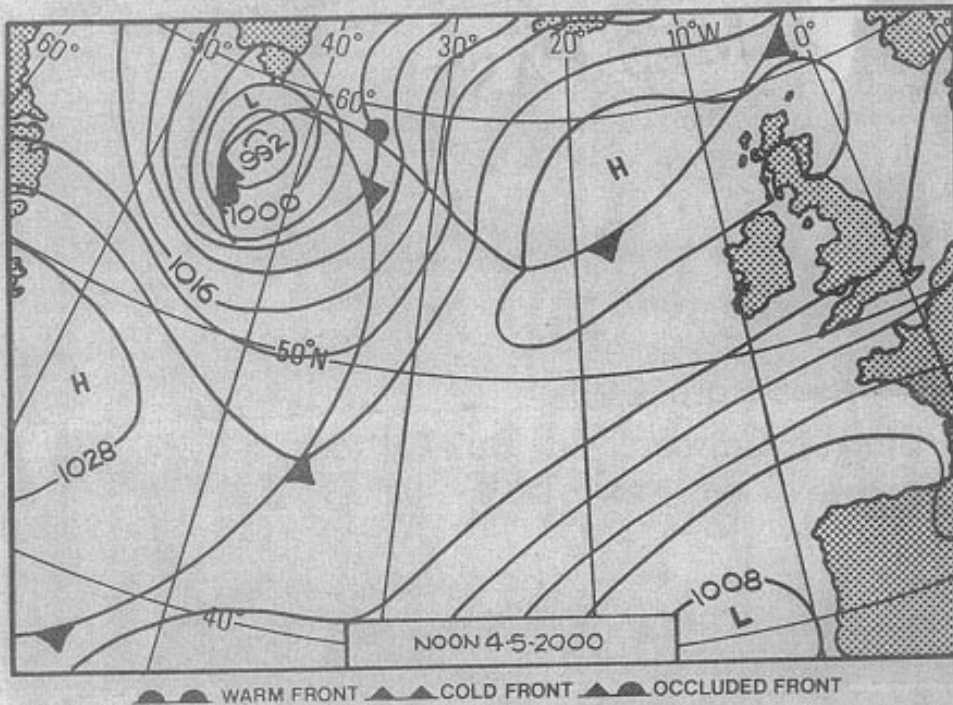 60° 40° 30° 20° 10°W 0° 10°
60°
L
992
H
1000
1016
50°N
H
1028
1008
L
40°
NOON 4-5-2000
WARM FRONT COLD FRONT OCCLUDED FRONT